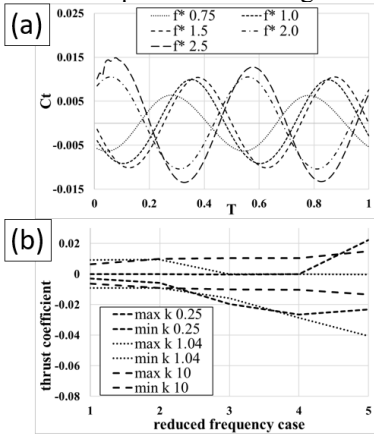 (a)
0.025
0.015
0.005
-0.005
-0.015
Ct
f* 0.75
f* 1.0
f* 1.5
f* 2.0
f* 2.5
0
0.2
0.4
0.6
0.8
1
T
(b)
0.02
0
-0.02
-0.04
-0.06
-0.08
thrust coefficient
max k 0.25
min k 0.25
max k 1.04
min k 1.04
max k 10
min k 10
1
2
3
4
5
reduced frequency case